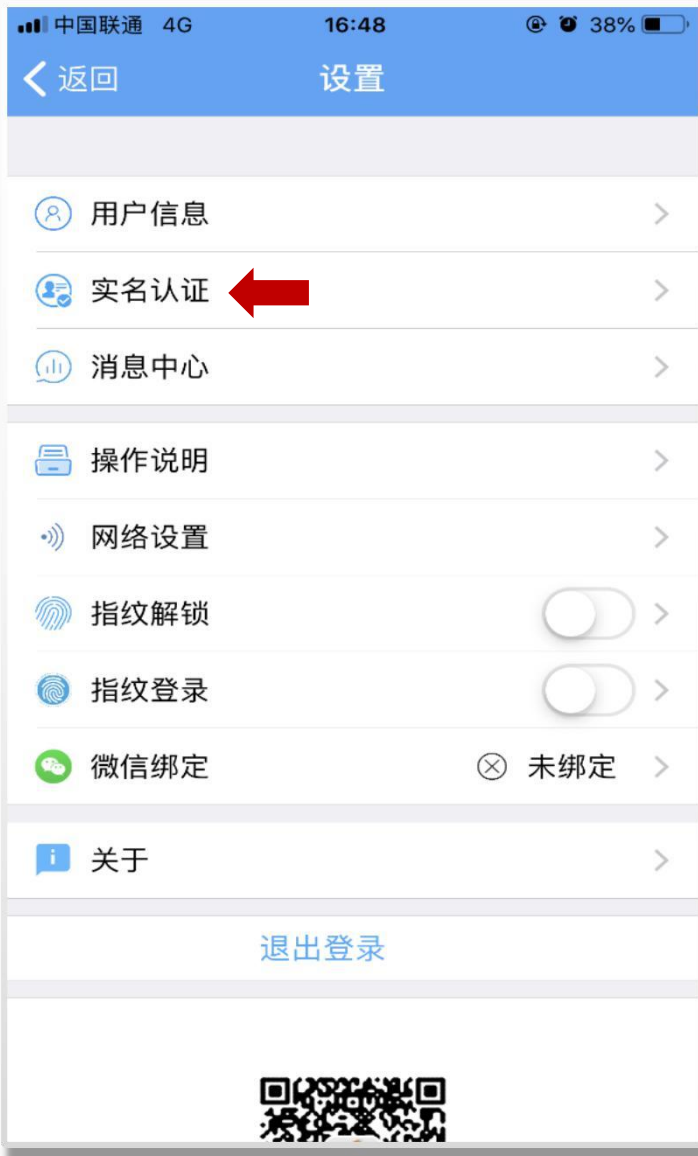 中国联通 4G 16:48 38%
返回 设置
用户信息
实名认证
消息中心
操作说明
网络设置
指纹解锁
指纹登录
微信绑定 未绑定
关于
退出登录